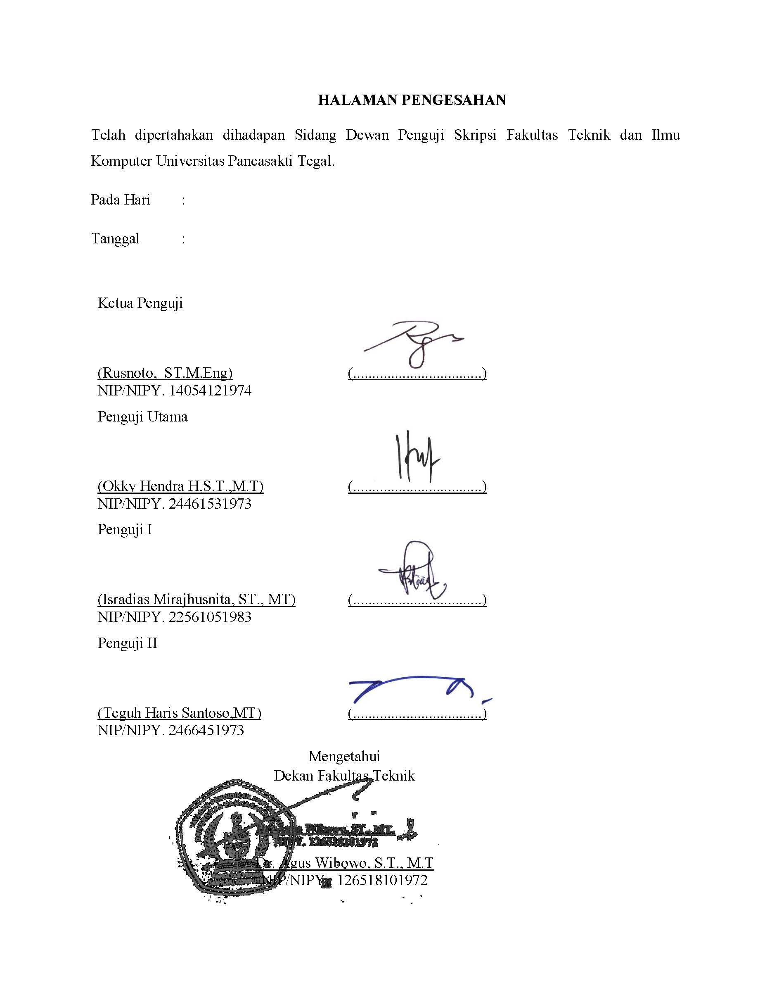 HALAMAN PENGESAHAN
Telah dipertahakan dihadapan Sidang Dewan Penguji Skripsi Fakultas Teknik dan Ilmu
Komputer Universitas Pancasakti Tegal.
Pada Hari :
Tanggal :
Ketua Penguji
(Rusnoto, ST.M.Eng) (..................................)
NIP/NIPY. 14054121974
Penguji Utama
(Okky Hendra H,S.T.,M.T) (..................................)
NIP/NIPY. 24461531973
Penguji I
(Isradias Mirajhusnita, ST., MT) (..................................)
NIP/NIPY. 22561051983
Penguji II
(Teguh Haris Santoso,MT) (..................................)
NIP/NIPY. 2466451973
Mengetahui
Dekan Fakultas Teknik
Dr. Agus Wibowo, ST., MT.
NIPY. 126518101972
Dr. Agus Wibowo, S.T., M.T
NIP/NIPY. 126518101972